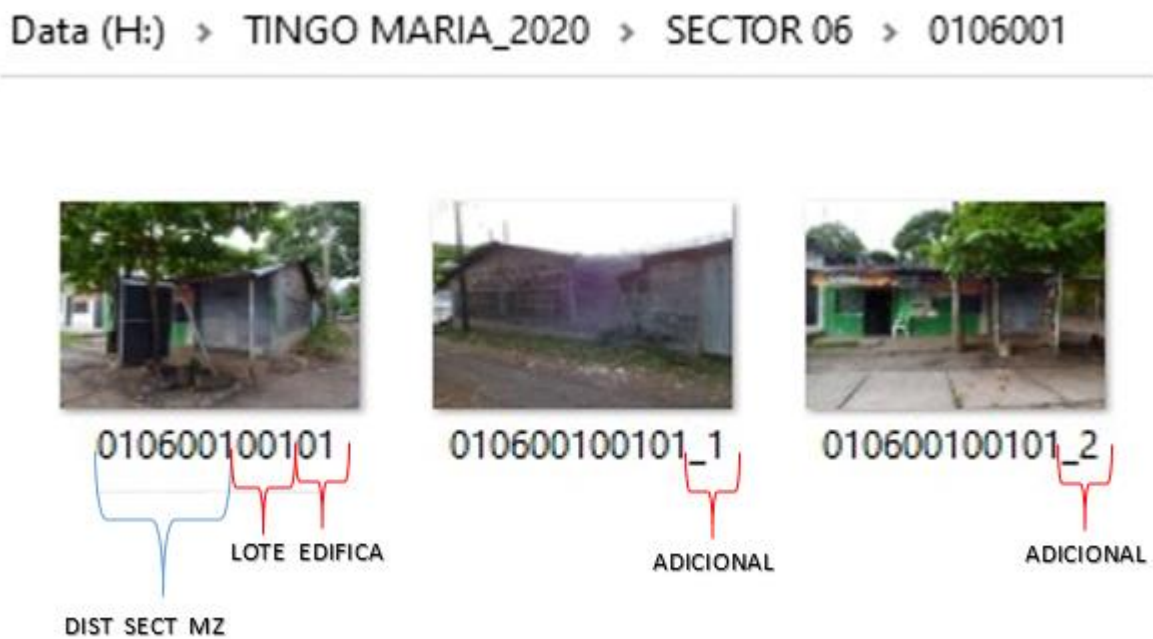 Data (H:) > TINGO MARIA_2020 > SECTOR 06 > 0106001
010600100101 010600100101_1 010600100101_2
LOTE EDIFICA ADICIONAL ADICIONAL
DIST SECT MZ